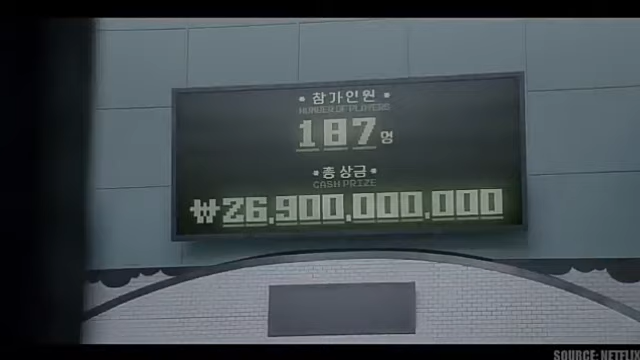 • 참가인원 •
NUMBER OF PLAYERS
187 명
• 총상금 •
CASH PRIZE
₩26.900.000.000
SOURCE: NETFLIX